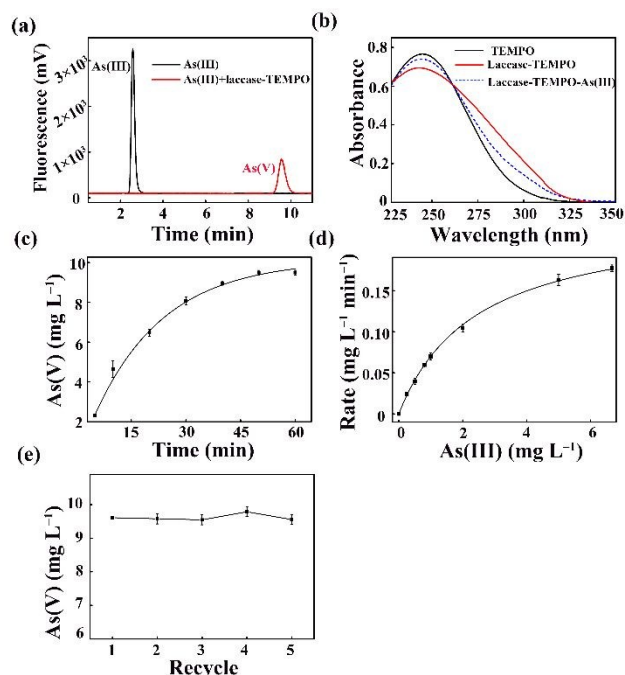 (a)
Fluorescence (mV)
3×10³
2×10³
1×10³
0
As(III)
As(III)
As(III)+laccase-TEMPO
As(V)
2 4 6 8 10
Time (min)
(b)
Absorbance
0.8
0.6
0.4
0.2
0.0
TEMPO
Laccase-TEMPO
Laccase-TEMPO-As(III)
225 250 275 300 325 350
Wavelength (nm)
(c)
As(V) (mg L⁻¹)
10
8
6
4
2
15 30 45 60
Time (min)
(d)
Rate (mg L⁻¹ min⁻¹)
0.15
0.10
0.05
0.00
0 2 4 6
As(III) (mg L⁻¹)
(e)
As(V) (mg L⁻¹)
10
9
8
7
6
1 2 3 4 5
Recycle